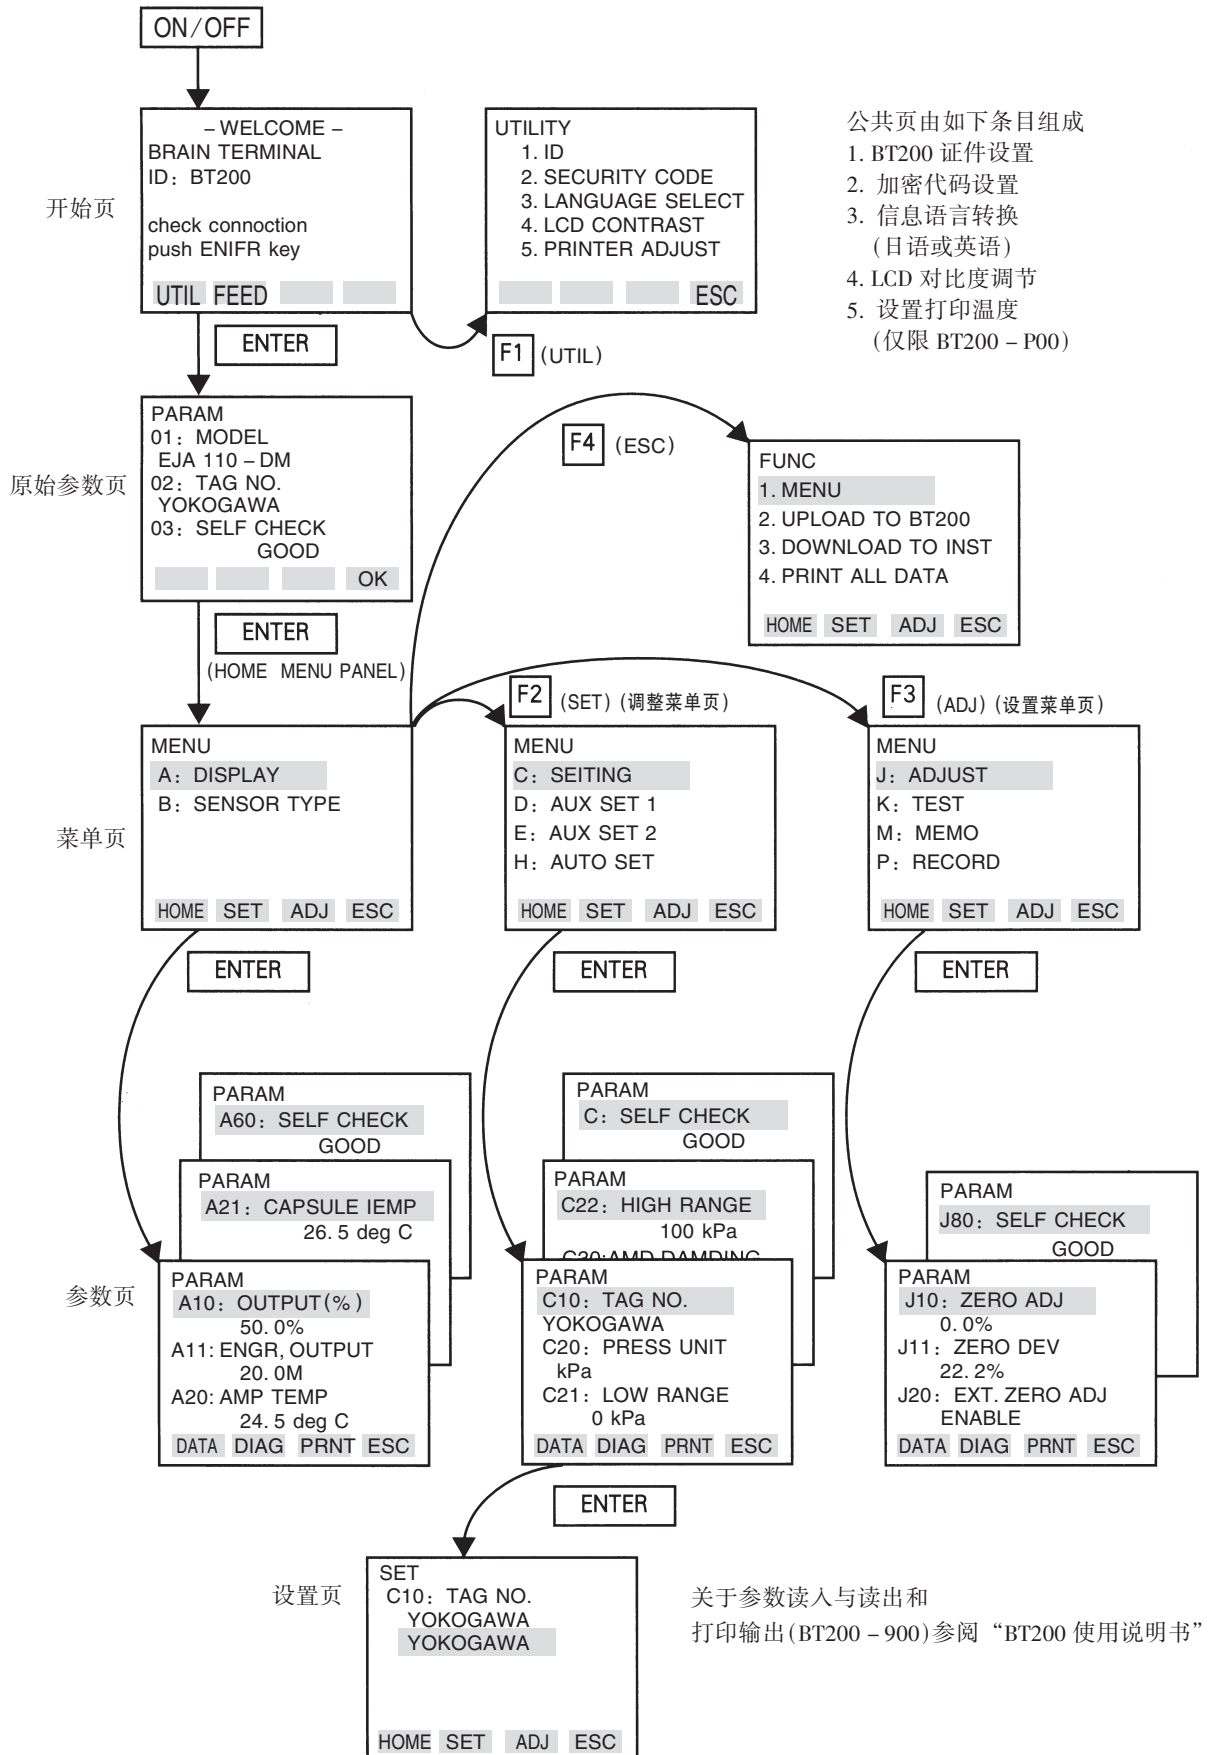 ON/OFF
– WELCOME –
BRAIN TERMINAL
ID：BT200
check connoction
push ENIFR key
UTIL FEED
开始页
UTILITY
1. ID
2. SECURITY CODE
3. LANGUAGE SELECT
4. LCD CONTRAST
5. PRINTER ADJUST
ESC
公共页由如下条目组成
1. BT200 证件设置
2. 加密代码设置
3. 信息语言转换
(日语或英语)
4. LCD 对比度调节
5. 设置打印温度
(仅限 BT200 – P00)
ENTER
F1 (UTIL)
原始参数页
PARAM
01：MODEL
EJA 110 – DM
02：TAG NO.
YOKOGAWA
03：SELF CHECK
GOOD
OK
F4 (ESC)
FUNC
1. MENU
2. UPLOAD TO BT200
3. DOWNLOAD TO INST
4. PRINT ALL DATA
HOME SET ADJ ESC
ENTER
(HOME MENU PANEL)
F2 (SET) (调整菜单页)
F3 (ADJ) (设置菜单页)
菜单页
MENU
A：DISPLAY
B：SENSOR TYPE
HOME SET ADJ ESC
MENU
C：SEITING
D：AUX SET 1
E：AUX SET 2
H：AUTO SET
HOME SET ADJ ESC
MENU
J：ADJUST
K：TEST
M：MEMO
P：RECORD
HOME SET ADJ ESC
ENTER
ENTER
ENTER
参数页
PARAM
A60：SELF CHECK
GOOD
PARAM
A21：CAPSULE IEMP
26. 5 deg C
PARAM
A10：OUTPUT(%)
50. 0%
A11: ENGR, OUTPUT
20. 0M
A20: AMP TEMP
24. 5 deg C
DATA DIAG PRNT ESC
PARAM
C：SELF CHECK
GOOD
PARAM
C22：HIGH RANGE
100 kPa
C30:AMD DAMDING
PARAM
C10：TAG NO.
YOKOGAWA
C20：PRESS UNIT
kPa
C21：LOW RANGE
0 kPa
DATA DIAG PRNT ESC
PARAM
J80：SELF CHECK
GOOD
PARAM
J10：ZERO ADJ
0. 0%
J11：ZERO DEV
22. 2%
J20：EXT. ZERO ADJ
ENABLE
DATA DIAG PRNT ESC
ENTER
设置页
SET
C10：TAG NO.
YOKOGAWA
YOKOGAWA
HOME SET ADJ ESC
关于参数读入与读出和
打印输出(BT200 – 900)参阅“BT200 使用说明书”